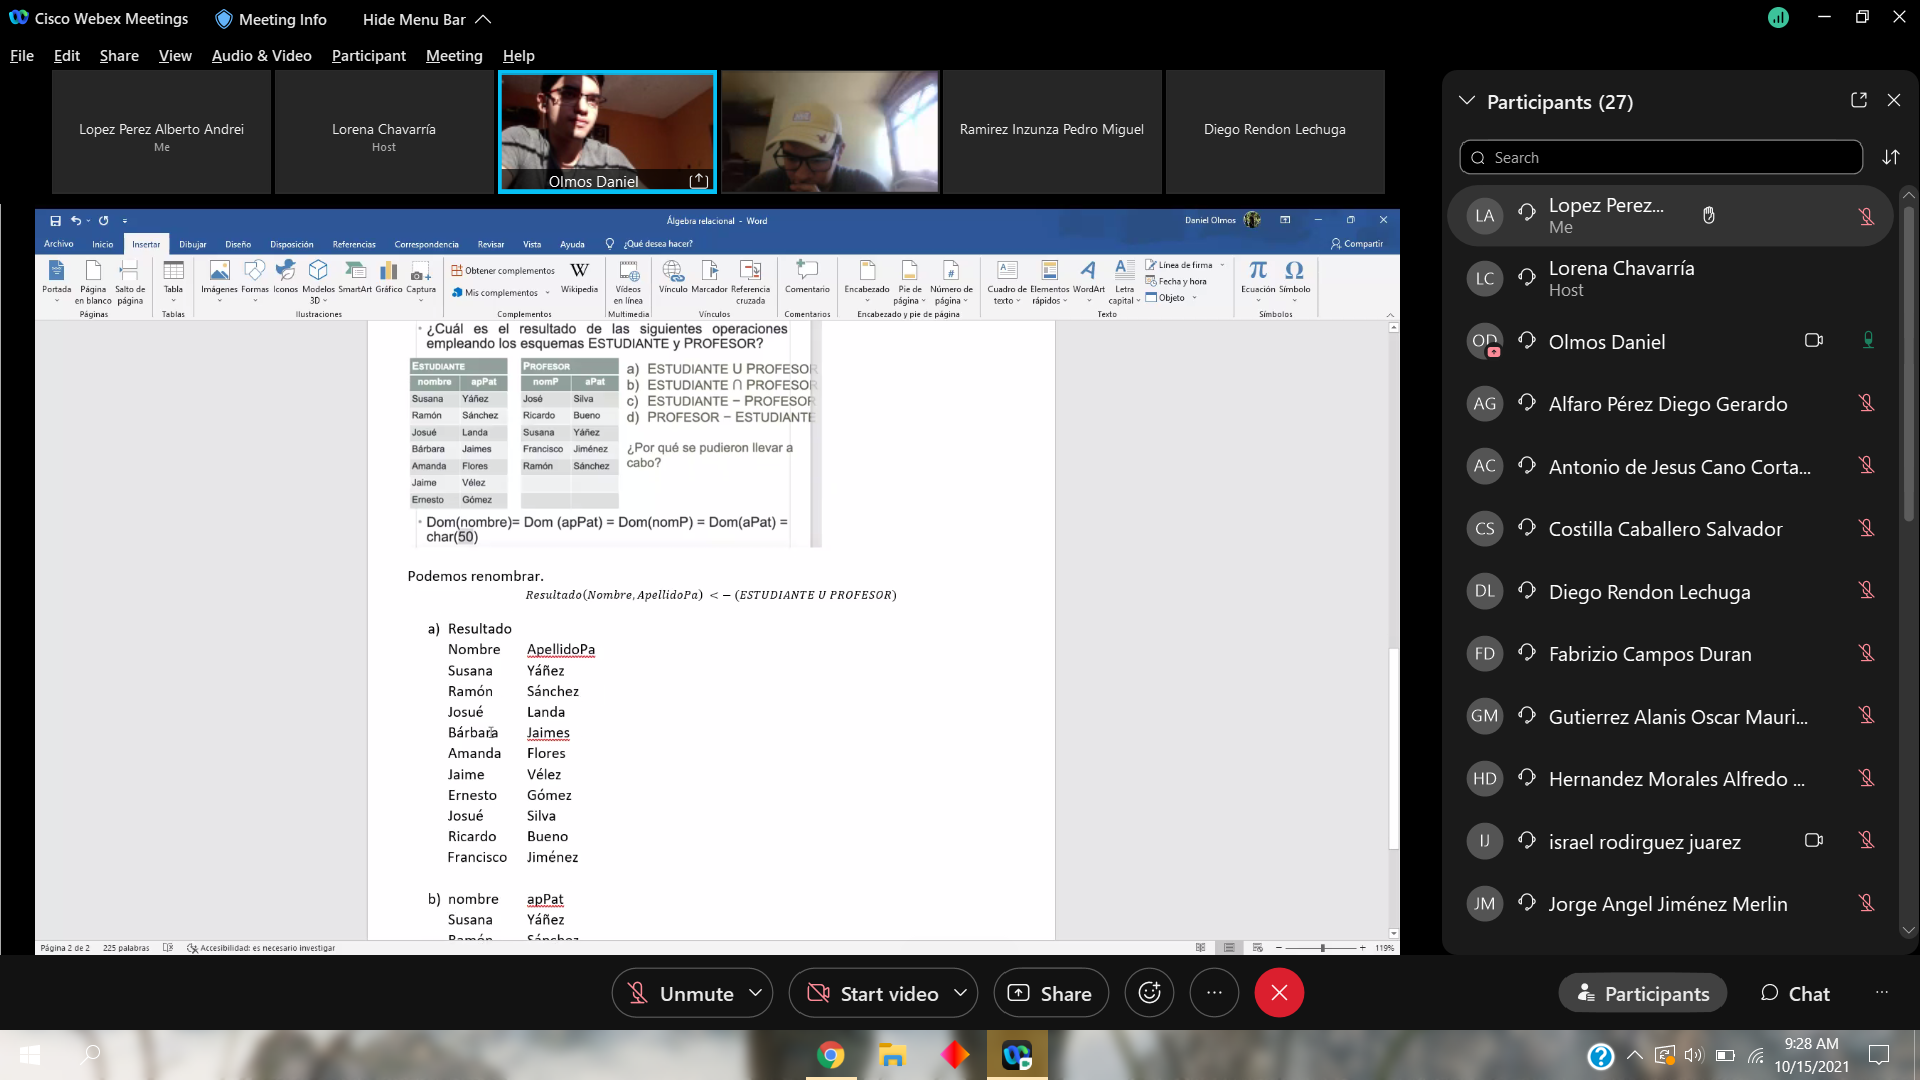 Cisco Webex Meetings
Meeting Info
Hide Menu Bar
File Edit Share View Audio & Video Participant Meeting Help
Lopez Perez Alberto Andrei
Me
Lorena Chavarría
Host
Olmos Daniel
Ramirez Inzunza Pedro Miguel
Diego Rendon Lechuga
Álgebra relacional - Word
Daniel Olmos
Archivo Inicio Insertar Dibujar Diseño Disposición Referencias Correspondencia Revisar Vista Ayuda ¿Qué desea hacer?
Compartir
Portada
Página en blanco
Salto de página
Páginas
Tabla
Tablas
Imágenes
Formas
Iconos
Modelos 3D
SmartArt
Gráfico
Captura
Ilustraciones
Obtener complementos
Mis complementos
W
Wikipedia
Complementos
Vídeos en línea
Multimedia
Vínculo
Marcador
Referencia cruzada
Vínculos
Comentario
Comentarios
Encabezado
Pie de página
Número de página
Encabezado y pie de página
Cuadro de texto
Elementos rápidos
WordArt
Letra capital
Línea de firma
Fecha y hora
Objeto
Texto
π
Ecuación
Ω
Símbolo
Símbolos
¿Cuál es el resultado de las siguientes operaciones
empleando los esquemas ESTUDIANTE y PROFESOR?
ESTUDIANTE
nombre apPat
Susana Yáñez
Ramón Sánchez
Josué Landa
Bárbara Jaimes
Amanda Flores
Jaime Vélez
Ernesto Gómez
PROFESOR
nomP aPat
José Silva
Ricardo Bueno
Susana Yáñez
Francisco Jiménez
Ramón Sánchez
a) ESTUDIANTE U PROFESOR
b) ESTUDIANTE ∩ PROFESOR
c) ESTUDIANTE − PROFESOR
d) PROFESOR − ESTUDIANTE
¿Por qué se pudieron llevar a
cabo?
Dom(nombre)= Dom (apPat) = Dom(nomP) = Dom(aPat) =
char(50)
Podemos renombrar.
Resultado(Nombre, ApellidoPa) < − (ESTUDIANTE U PROFESOR)
a) Resultado
Nombre ApellidoPa
Susana Yáñez
Ramón Sánchez
Josué Landa
Bárbara Jaimes
Amanda Flores
Jaime Vélez
Ernesto Gómez
Josué Silva
Ricardo Bueno
Francisco Jiménez
b) nombre apPat
Susana Yáñez
Ramón Sánchez
Página 2 de 2 225 palabras Accesibilidad: es necesario investigar
119%
Participants (27)
Search
LA Lopez Perez...
Me
LC Lorena Chavarría
Host
OD Olmos Daniel
AG Alfaro Pérez Diego Gerardo
AC Antonio de Jesus Cano Corta...
CS Costilla Caballero Salvador
DL Diego Rendon Lechuga
FD Fabrizio Campos Duran
GM Gutierrez Alanis Oscar Mauri...
HD Hernandez Morales Alfredo ...
IJ israel rodirguez juarez
JM Jorge Angel Jiménez Merlin
Unmute
Start video
Share
Participants
Chat
9:28 AM
10/15/2021